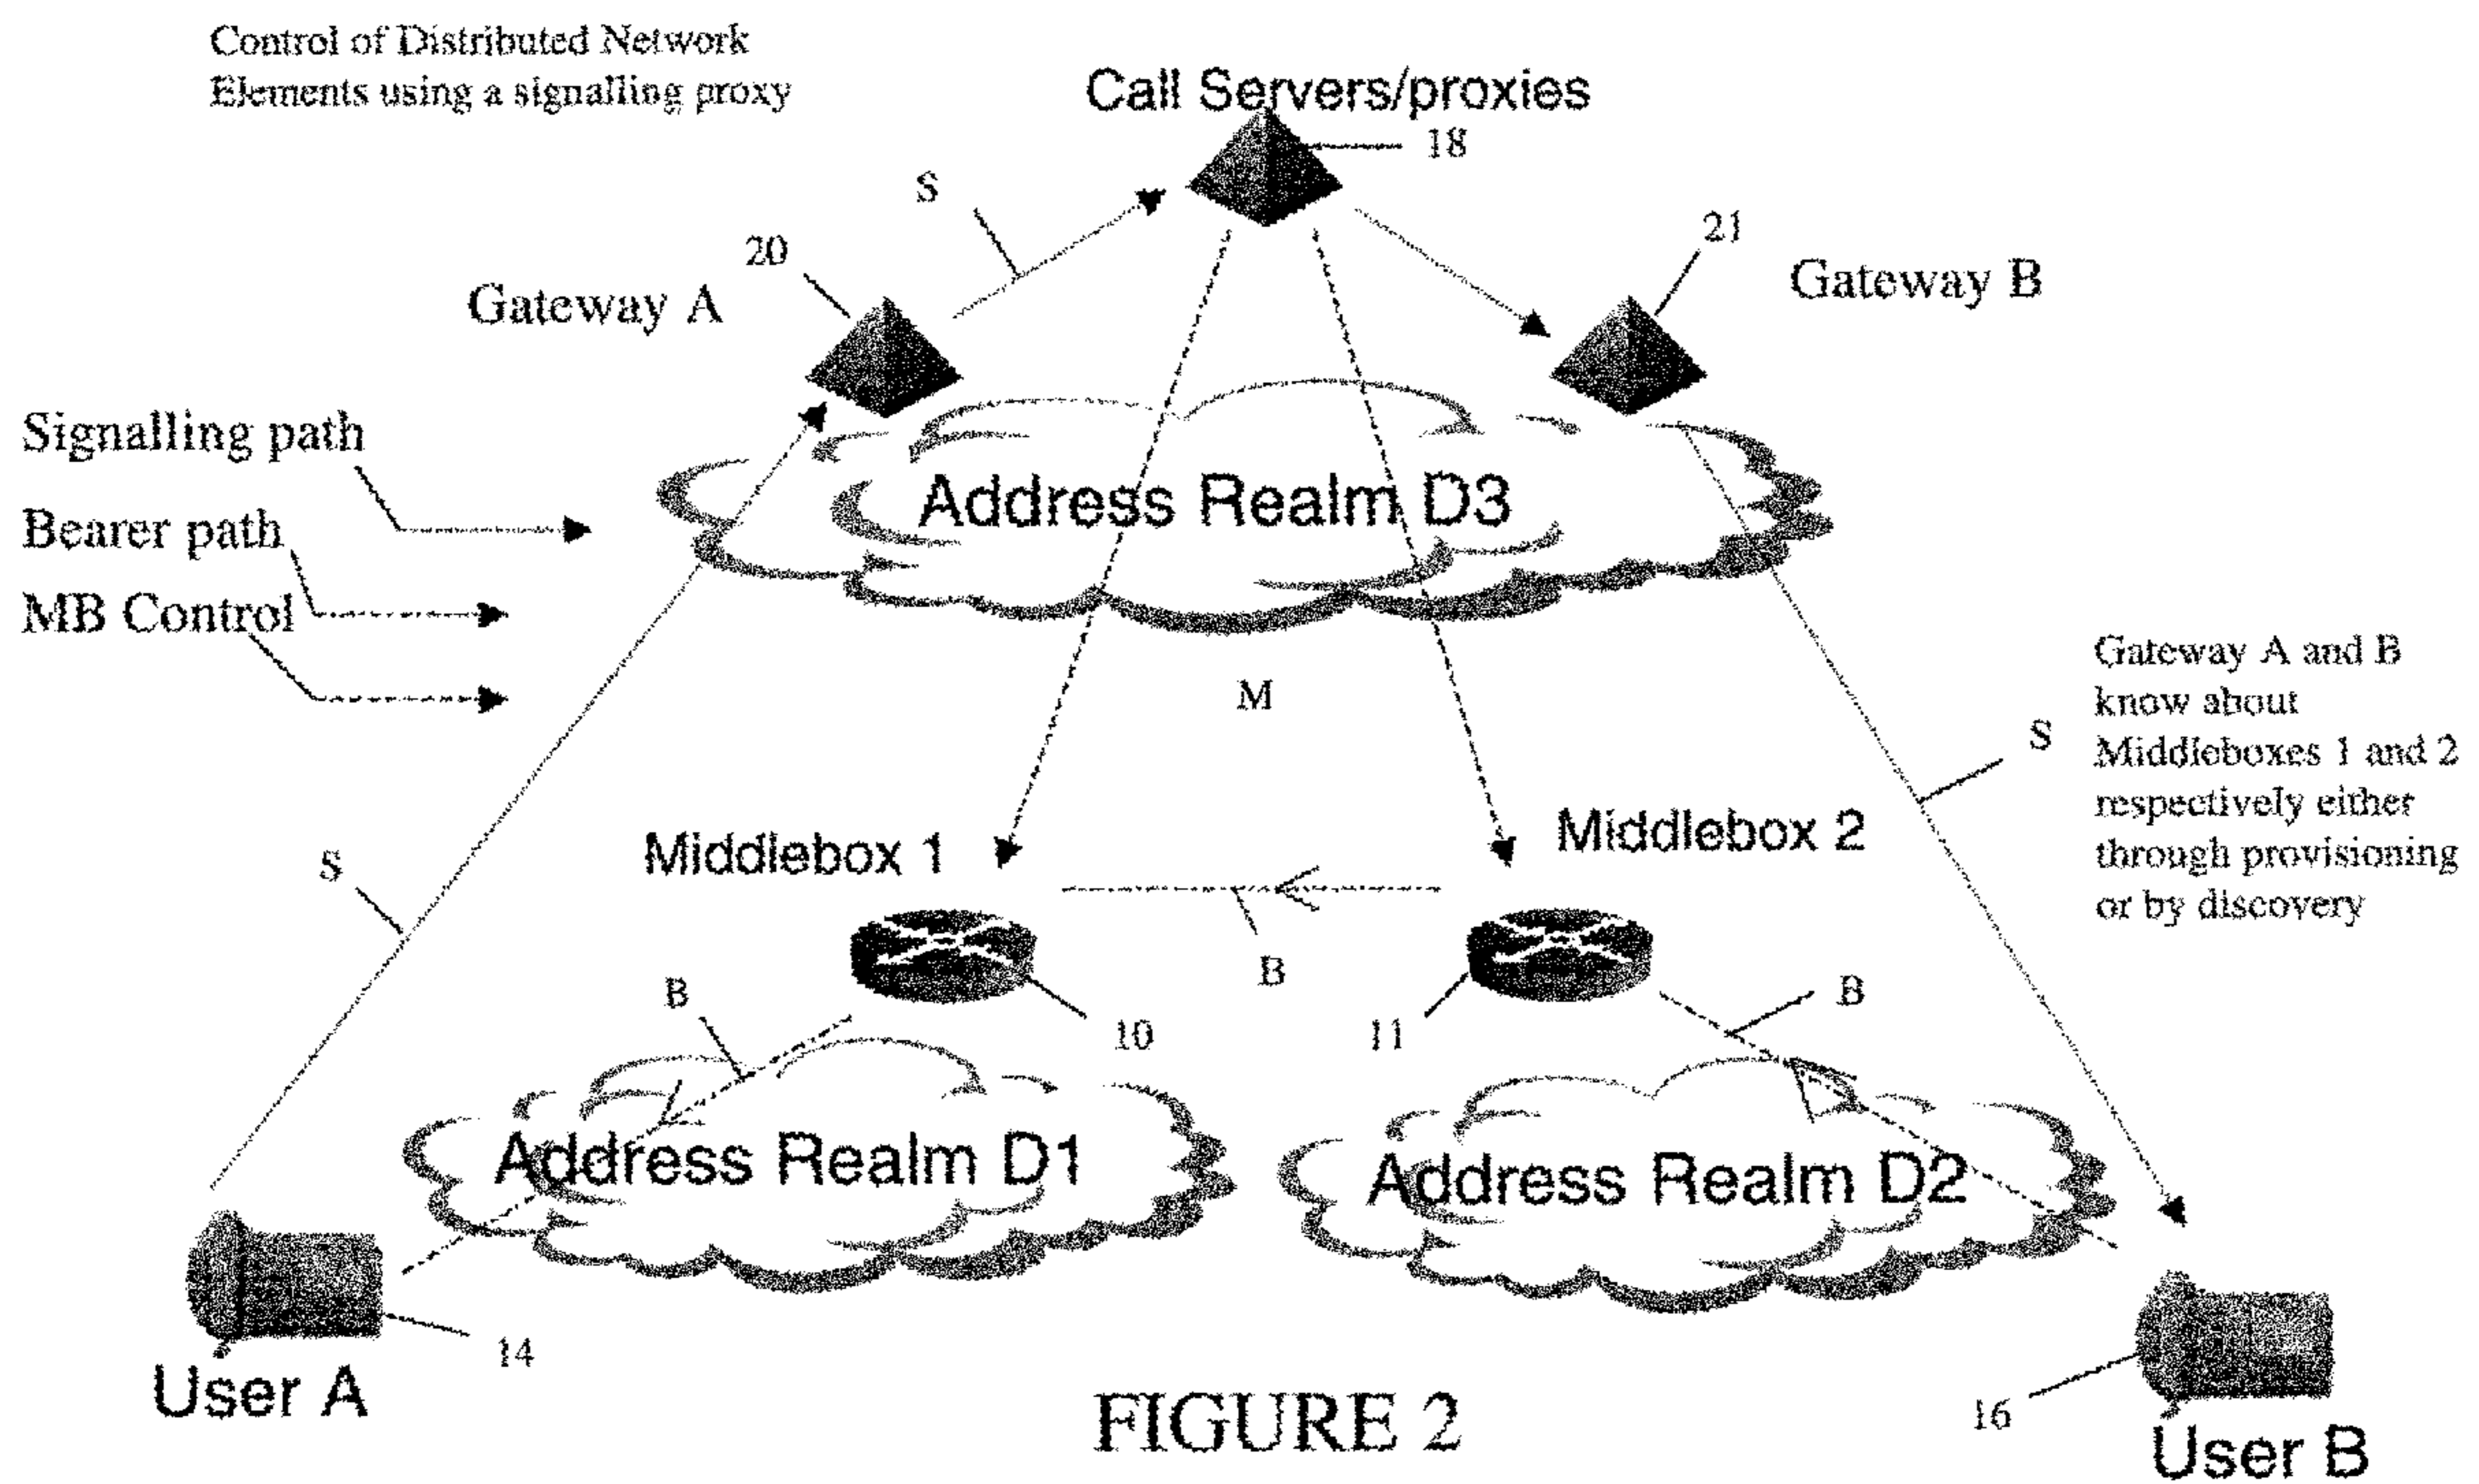 Control of Distributed Network
Elements using a signalling proxy
Call Servers/proxies
18
S
21
20
Gateway A
Gateway B
Signalling path
Address Realm D3
Bearer path
MB Control
M
Gateway A and B
know about
Middleboxes 1 and 2
respectively either
through provisioning
or by discovery
S
Middlebox 1
Middlebox 2
S
B
B
B
10
11
Address Realm D1
Address Realm D2
14
User A
16
User B
FIGURE 2